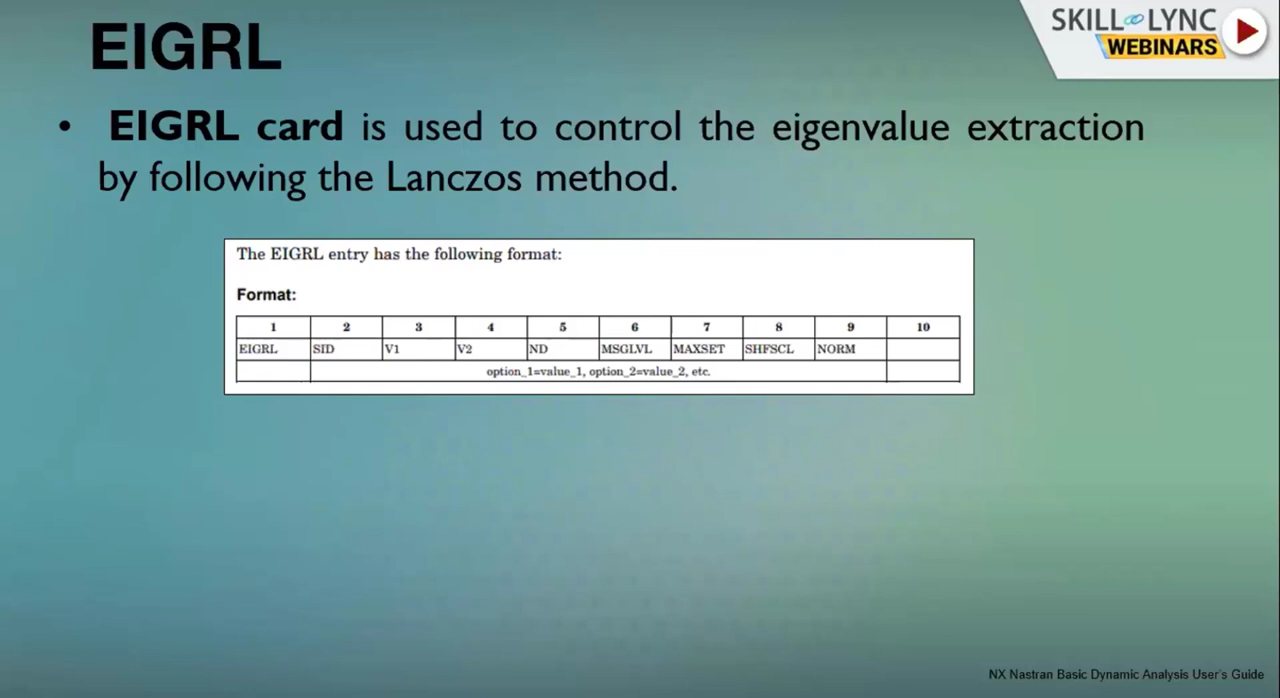 EIGRL
SKILL LYNC
WEBINARS
• EIGRL card is used to control the eigenvalue extraction
by following the Lanczos method.
The EIGRL entry has the following format:
Format:
1 2 3 4 5 6 7 8 9 10
EIGRL SID V1 V2 ND MSGLVL MAXSET SHFSCL NORM
option_1=value_1, option_2=value_2, etc.
NX Nastran Basic Dynamic Analysis User's Guide